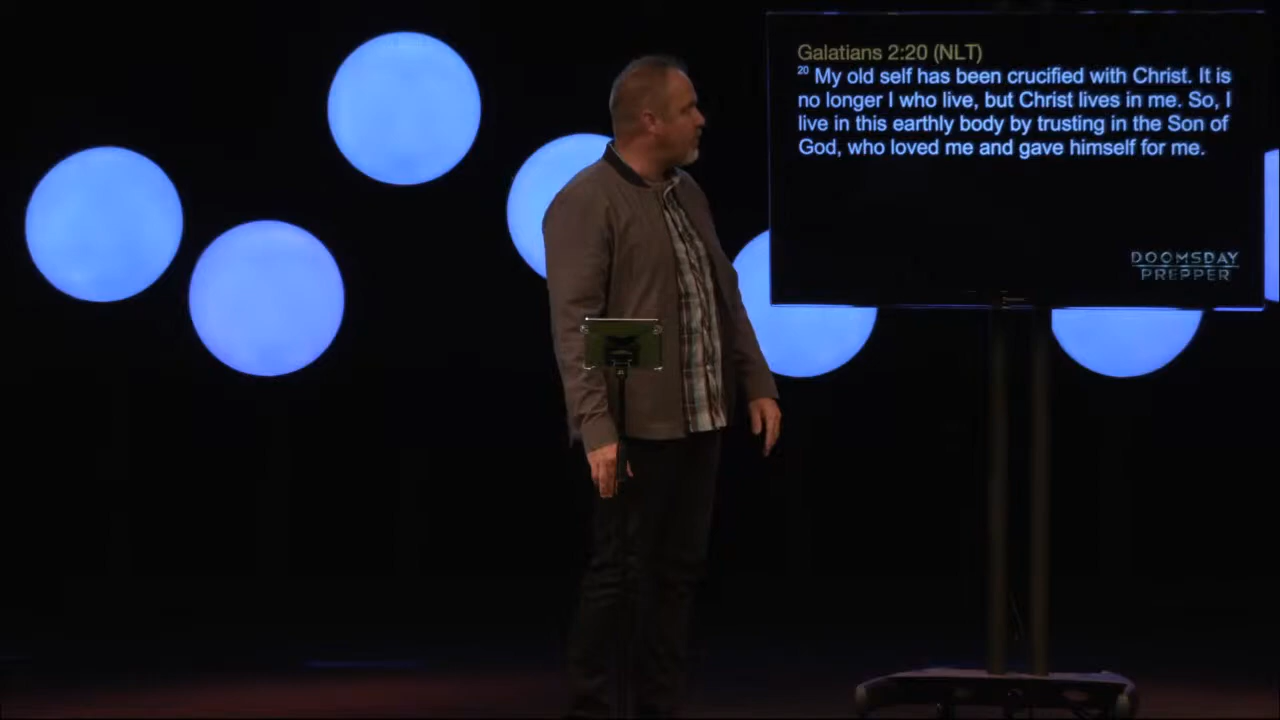 Galatians 2:20 (NLT)
20 My old self has been crucified with Christ. It is
no longer I who live, but Christ lives in me. So, I
live in this earthly body by trusting in the Son of
God, who loved me and gave himself for me.
DOOMSDAY
PREPPER